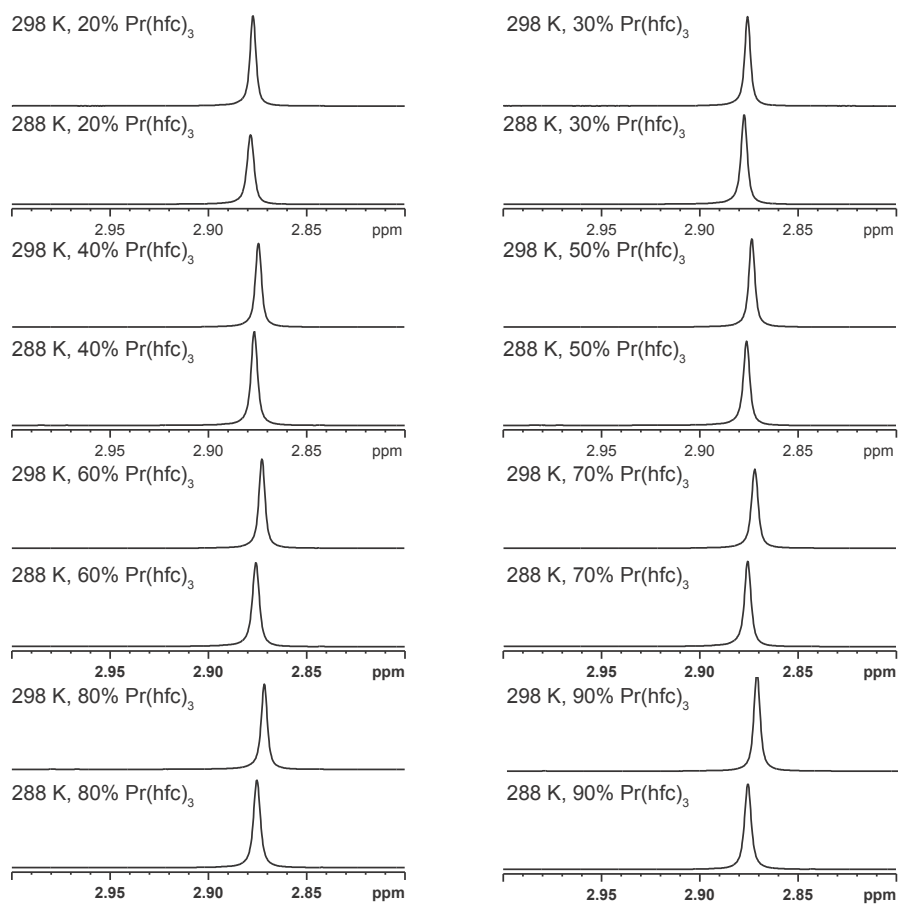 298 K, 20% Pr(hfc)₃
298 K, 30% Pr(hfc)₃
288 K, 20% Pr(hfc)₃
288 K, 30% Pr(hfc)₃
2.95 2.90 2.85 ppm
2.95 2.90 2.85 ppm
298 K, 40% Pr(hfc)₃
298 K, 50% Pr(hfc)₃
288 K, 40% Pr(hfc)₃
288 K, 50% Pr(hfc)₃
2.95 2.90 2.85 ppm
2.95 2.90 2.85 ppm
298 K, 60% Pr(hfc)₃
298 K, 70% Pr(hfc)₃
288 K, 60% Pr(hfc)₃
288 K, 70% Pr(hfc)₃
2.95 2.90 2.85 ppm
2.95 2.90 2.85 ppm
298 K, 80% Pr(hfc)₃
298 K, 90% Pr(hfc)₃
288 K, 80% Pr(hfc)₃
288 K, 90% Pr(hfc)₃
2.95 2.90 2.85 ppm
2.95 2.90 2.85 ppm